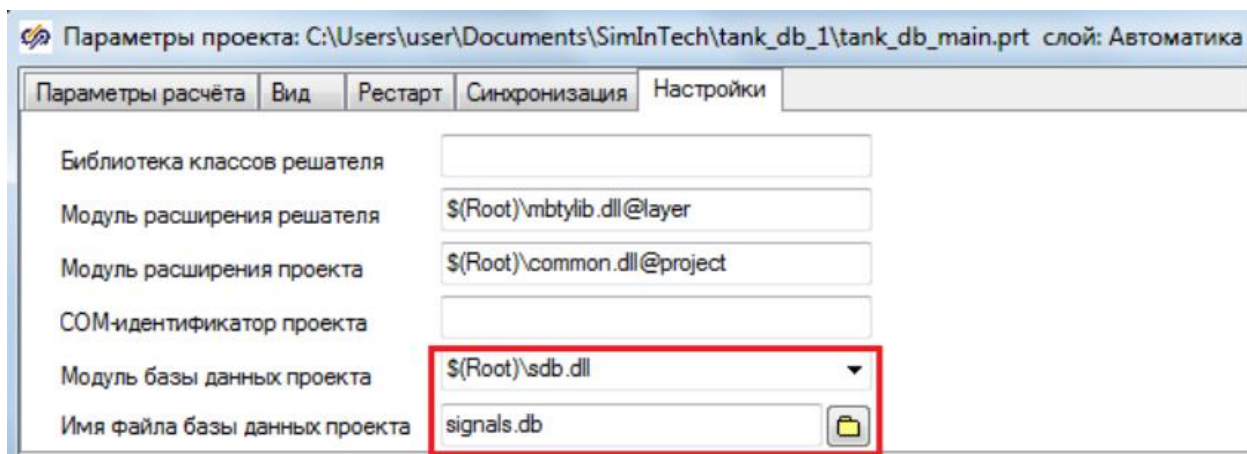 Параметры проекта: C:\Users\user\Documents\SimInTech\tank_db_1\tank_db_main.prt слой: Автоматика
Параметры расчёта Вид Рестарт Синхронизация Настройки
Библиотека классов решателя
Модуль расширения решателя $(Root)\mbtylib.dll@layer
Модуль расширения проекта $(Root)\common.dll@project
COM-идентификатор проекта
Модуль базы данных проекта $(Root)\sdb.dll
Имя файла базы данных проекта signals.db